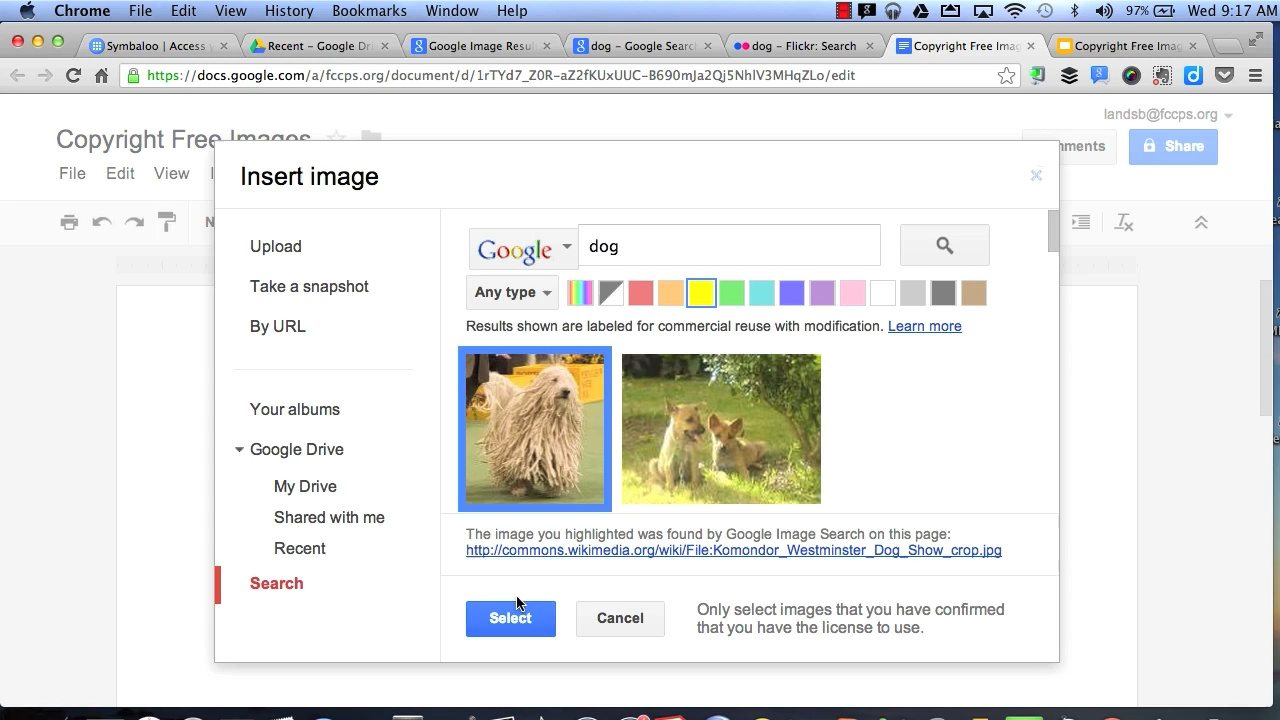 Chrome File Edit View History Bookmarks Window Help 97% Wed 9:17 AM
Symbaloo | Access Recent - Google Google Image Resul dog - Google Sear dog - Flickr: Search Copyright Free Ima Copyright Free Imag
https://docs.google.com/a/fccps.org/document/d/1rTYd7_Z0R-aZ2fKUxUUC-B690mJa2Qj5NhlV3MHqZLo/edit
landsb@fccps.org
Copyright Free Images
mments Share
File Edit View
Insert image
Upload
Take a snapshot
By URL
Your albums
Google Drive
My Drive
Shared with me
Recent
Search
Google dog
Any type
Results shown are labeled for commercial reuse with modification. Learn more
The image you highlighted was found by Google Image Search on this page:
http://commons.wikimedia.org/wiki/File:Komondor_Westminster_Dog_Show_crop.jpg
Select Cancel
Only select images that you have confirmed
that you have the license to use.